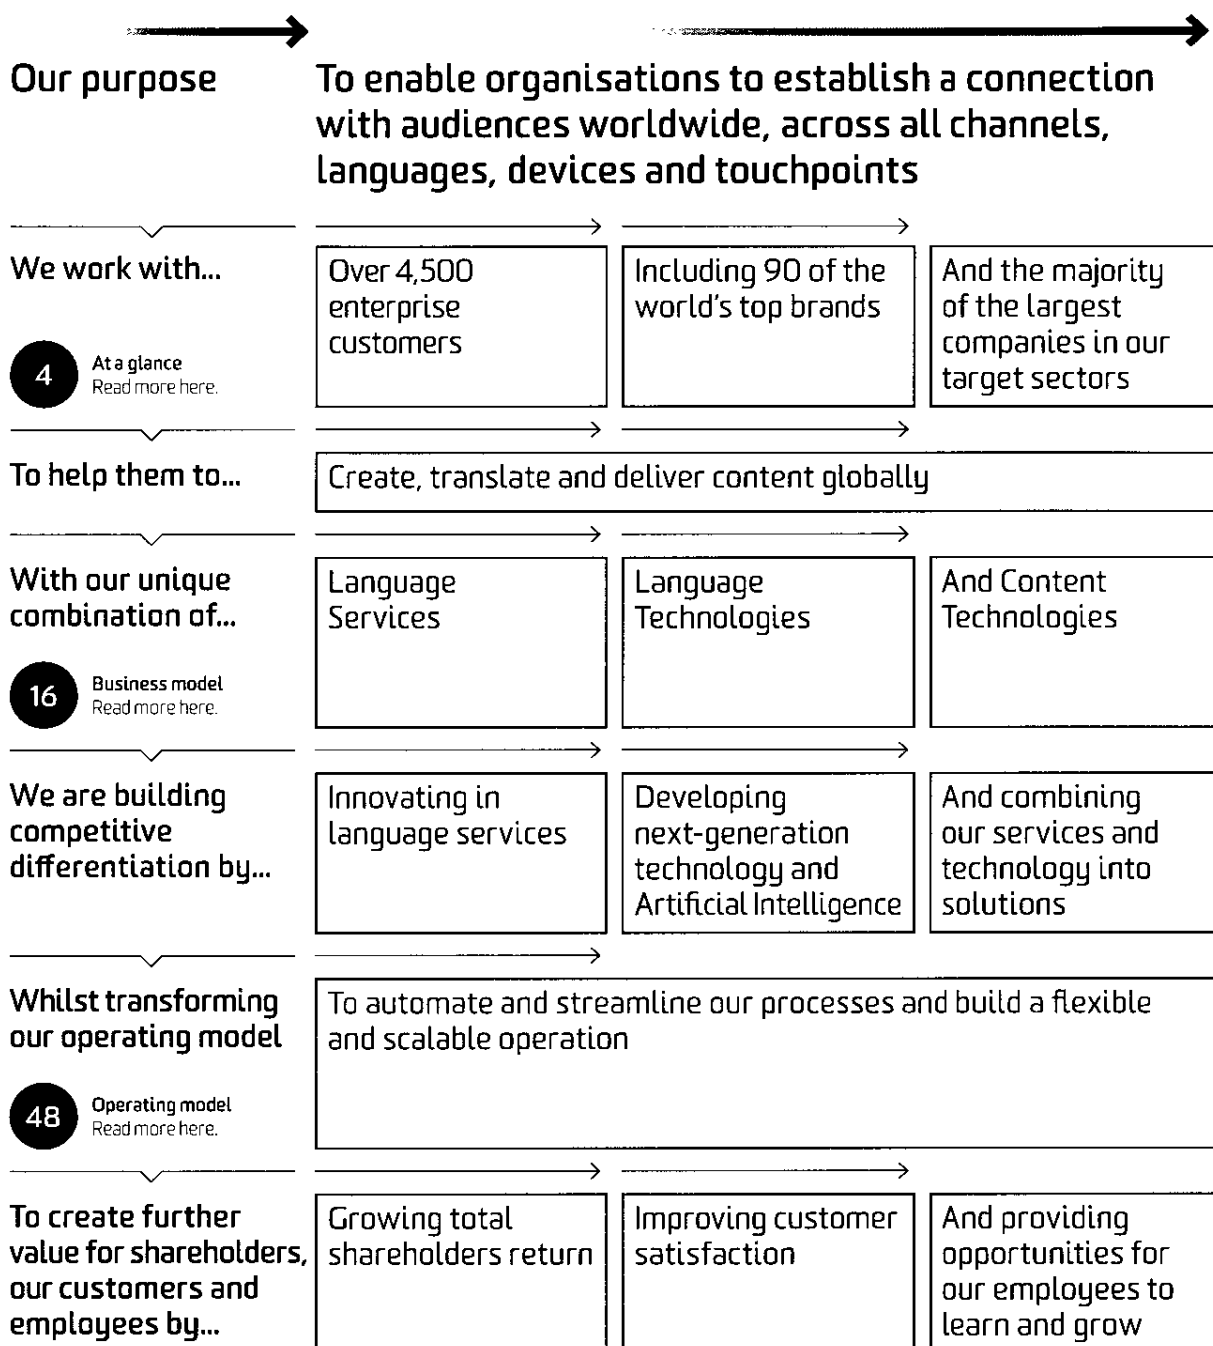 Our purpose
To enable organisations to establish a connection
with audiences worldwide, across all channels,
languages, devices and touchpoints
We work with...
4
At a glance
Read more here.
Over 4,500
enterprise
customers
Including 90 of the
world's top brands
And the majority
of the largest
companies in our
target sectors
To help them to...
Create, translate and deliver content globally
With our unique
combination of...
16
Business model
Read more here.
Language
Services
Language
Technologies
And Content
Technologies
We are building
competitive
differentiation by...
Innovating in
language services
Developing
next-generation
technology and
Artificial Intelligence
And combining
our services and
technology into
solutions
Whilst transforming
our operating model
48
Operating model
Read more here.
To automate and streamline our processes and build a flexible
and scalable operation
To create further
value for shareholders,
our customers and
employees by...
Growing total
shareholders return
Improving customer
satisfaction
And providing
opportunities for
our employees to
learn and grow